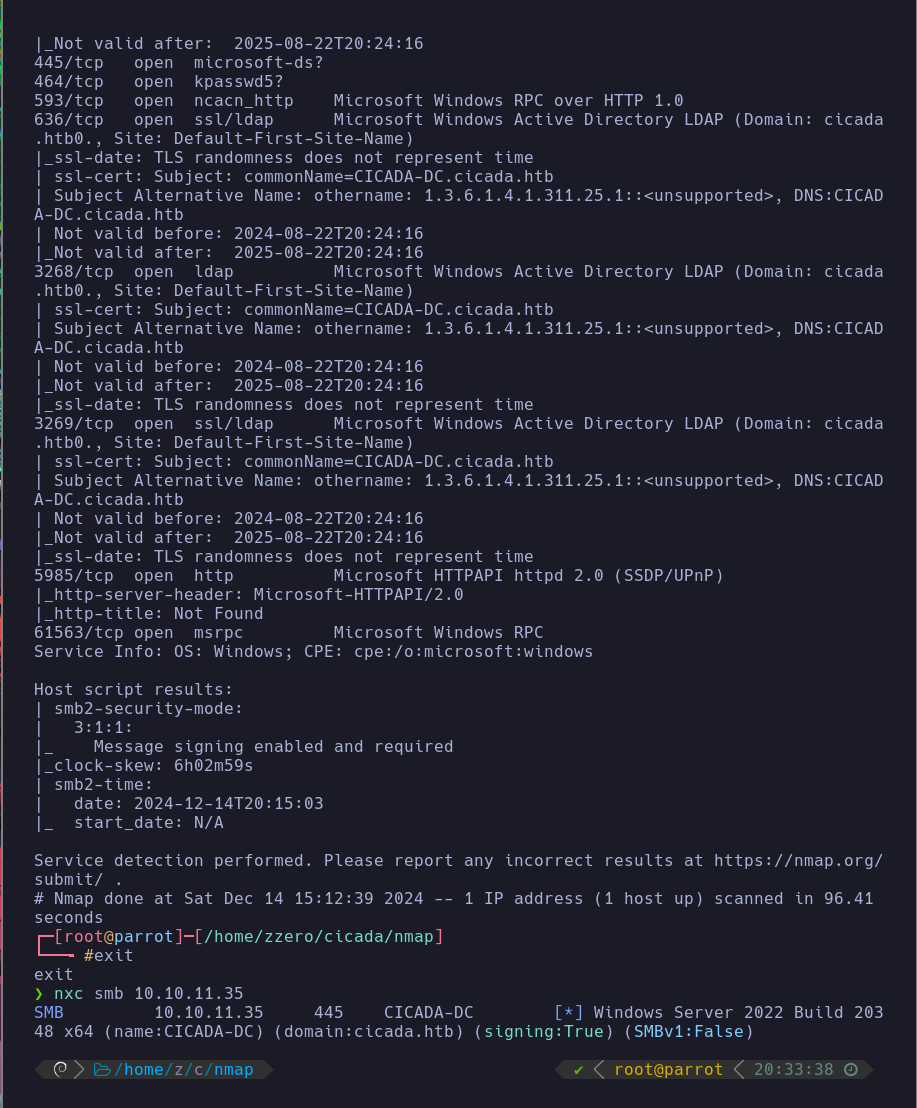 |_Not valid after:  2025-08-22T20:24:16
445/tcp   open  microsoft-ds?
464/tcp   open  kpasswd5?
593/tcp   open  ncacn_http    Microsoft Windows RPC over HTTP 1.0
636/tcp   open  ssl/ldap      Microsoft Windows Active Directory LDAP (Domain: cicada
.htb0., Site: Default-First-Site-Name)
|_ssl-date: TLS randomness does not represent time
| ssl-cert: Subject: commonName=CICADA-DC.cicada.htb
| Subject Alternative Name: othername: 1.3.6.1.4.1.311.25.1::<unsupported>, DNS:CICAD
A-DC.cicada.htb
| Not valid before: 2024-08-22T20:24:16
|_Not valid after:  2025-08-22T20:24:16
3268/tcp  open  ldap          Microsoft Windows Active Directory LDAP (Domain: cicada
.htb0., Site: Default-First-Site-Name)
| ssl-cert: Subject: commonName=CICADA-DC.cicada.htb
| Subject Alternative Name: othername: 1.3.6.1.4.1.311.25.1::<unsupported>, DNS:CICAD
A-DC.cicada.htb
| Not valid before: 2024-08-22T20:24:16
|_Not valid after:  2025-08-22T20:24:16
|_ssl-date: TLS randomness does not represent time
3269/tcp  open  ssl/ldap      Microsoft Windows Active Directory LDAP (Domain: cicada
.htb0., Site: Default-First-Site-Name)
| ssl-cert: Subject: commonName=CICADA-DC.cicada.htb
| Subject Alternative Name: othername: 1.3.6.1.4.1.311.25.1::<unsupported>, DNS:CICAD
A-DC.cicada.htb
| Not valid before: 2024-08-22T20:24:16
|_Not valid after:  2025-08-22T20:24:16
|_ssl-date: TLS randomness does not represent time
5985/tcp  open  http          Microsoft HTTPAPI httpd 2.0 (SSDP/UPnP)
|_http-server-header: Microsoft-HTTPAPI/2.0
|_http-title: Not Found
61563/tcp open  msrpc         Microsoft Windows RPC
Service Info: OS: Windows; CPE: cpe:/o:microsoft:windows
Host script results:
| smb2-security-mode:
|   3:1:1:
|_    Message signing enabled and required
|_clock-skew: 6h02m59s
| smb2-time:
|   date: 2024-12-14T20:15:03
|_  start_date: N/A
Service detection performed. Please report any incorrect results at https://nmap.org/
submit/ .
# Nmap done at Sat Dec 14 15:12:39 2024 -- 1 IP address (1 host up) scanned in 96.41
seconds
┌─[root@parrot]─[/home/zzero/cicada/nmap]
└──╼ #exit
exit
❯ nxc smb 10.10.11.35
SMB         10.10.11.35     445    CICADA-DC        [*] Windows Server 2022 Build 203
48 x64 (name:CICADA-DC) (domain:cicada.htb) (signing:True) (SMBv1:False)
/home/z/c/nmap ✔ root@parrot 20:33:38